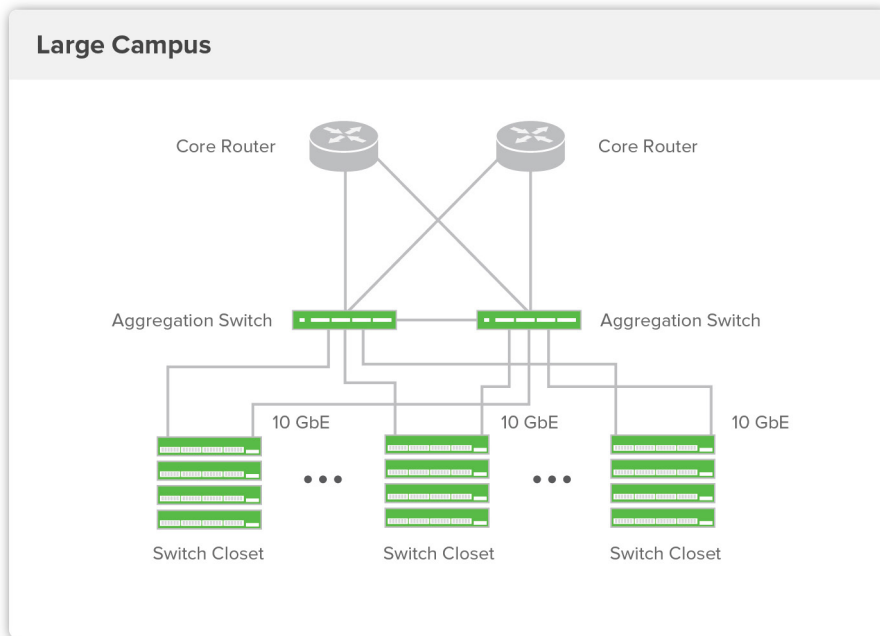 Large Campus
Core Router
Core Router
Aggregation Switch
Aggregation Switch
10 GbE
10 GbE
10 GbE
Switch Closet
Switch Closet
Switch Closet